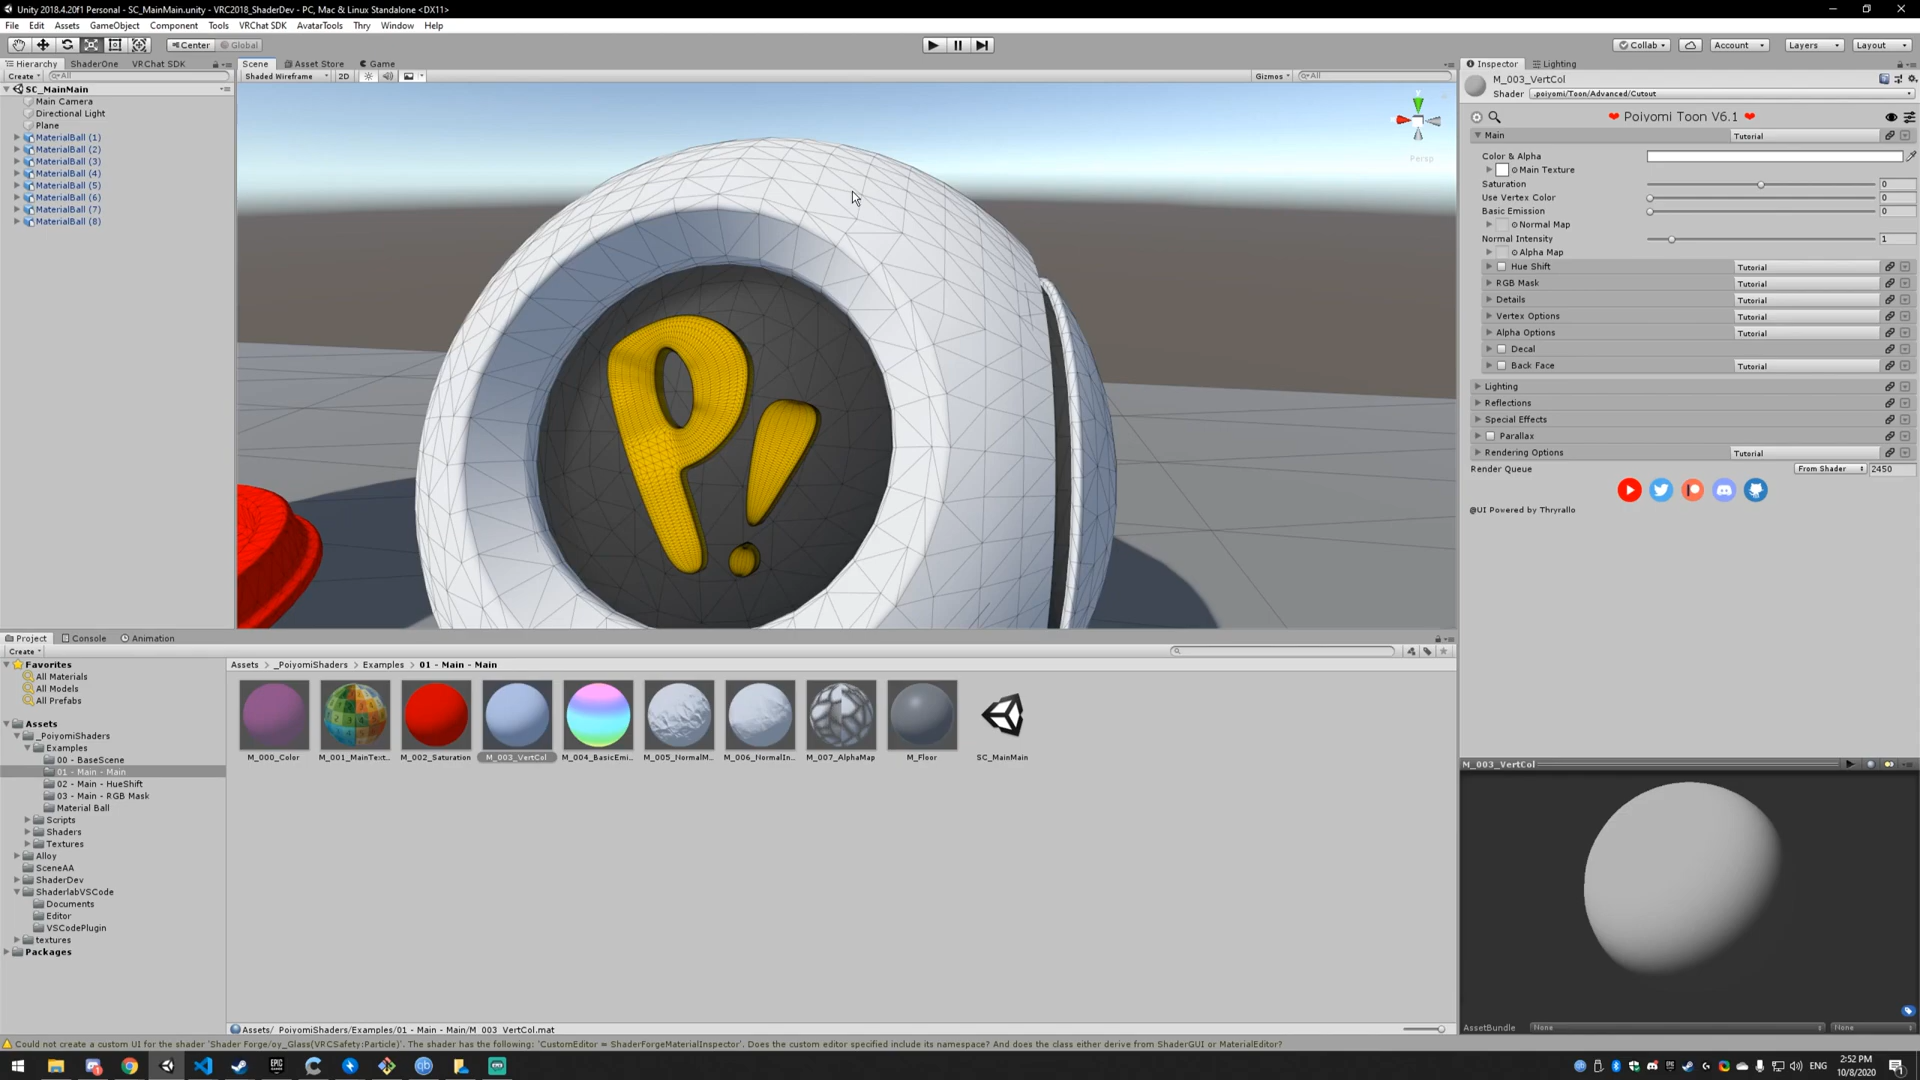 Unity 2018.4.20f1 Personal - SC_MainMain.unity - VRC2018_ShaderDev - PC, Mac & Linux Standalone <DX11>
File Edit Assets GameObject Component Tools VRChat SDK AvatarTools Thry Window Help
Center Global Collab Account Layers Layout
Hierarchy ShaderOne VRChat SDK
Create All
SC_MainMain
Main Camera
Directional Light
Plane
MaterialBall (1)
MaterialBall (2)
MaterialBall (3)
MaterialBall (4)
MaterialBall (5)
MaterialBall (6)
MaterialBall (7)
MaterialBall (8)
Scene Asset Store Game
Shaded Wireframe 2D Gizmos All
Persp
P!
Inspector Lighting
M_003_VertCol
Shader .poiyomi/Toon/Advanced/Cutout
Poiyomi Toon V6.1
Main Tutorial
Color & Alpha
Main Texture
Saturation 0
Use Vertex Color 0
Basic Emission 0
Normal Map
Normal Intensity 1
Alpha Map
Hue Shift Tutorial
RGB Mask Tutorial
Details Tutorial
Vertex Options Tutorial
Alpha Options Tutorial
Decal
Back Face Tutorial
Lighting
Reflections
Special Effects
Parallax
Rendering Options Tutorial
Render Queue From Shader 2450
@UI Powered by Thryrallo
Project Console Animation
Create
Favorites
All Materials
All Models
All Prefabs
Assets
_PoiyomiShaders
Examples
00 - BaseScene
01 - Main - Main
02 - Main - HueShift
03 - Main - RGB Mask
Material Ball
Scripts
Shaders
Textures
Alloy
SceneAA
ShaderDev
ShaderlabVSCode
Documents
Editor
VSCodePlugin
textures
Packages
Assets > _PoiyomiShaders > Examples > 01 - Main - Main
M_000_Color M_001_MainText... M_002_Saturation M_003_VertCol M_004_BasicEmi... M_005_NormalM... M_006_NormalIn... M_007_AlphaMap M_Floor SC_MainMain
Assets/_PoiyomiShaders/Examples/01 - Main - Main/M_003_VertCol.mat
M_003_VertCol
AssetBundle None None
Could not create a custom UI for the shader 'Shader Forge/oy_Glass(VRCSafety:Particle)'. The shader has the following: 'CustomEditor = ShaderForgeMaterialInspector'. Does the custom editor specified include its namespace? And does the class either derive from ShaderGUI or MaterialEditor?
EPIC
ENG
2:52 PM
10/8/2020